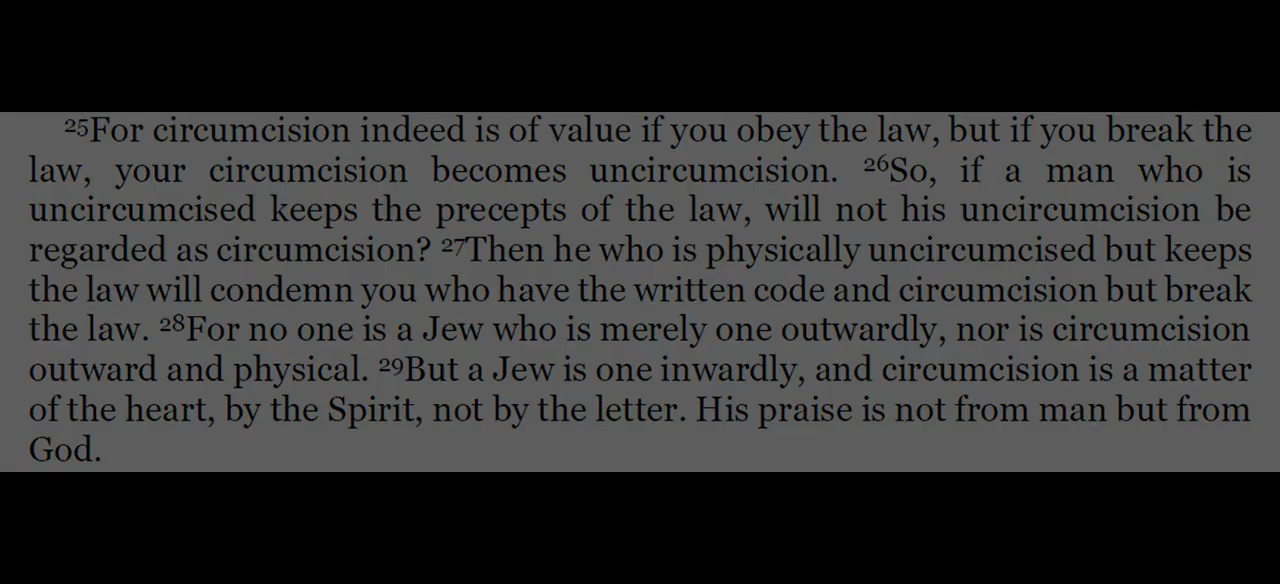 ²⁵For circumcision indeed is of value if you obey the law, but if you break the
law, your circumcision becomes uncircumcision. ²⁶So, if a man who is
uncircumcised keeps the precepts of the law, will not his uncircumcision be
regarded as circumcision? ²⁷Then he who is physically uncircumcised but keeps
the law will condemn you who have the written code and circumcision but break
the law. ²⁸For no one is a Jew who is merely one outwardly, nor is circumcision
outward and physical. ²⁹But a Jew is one inwardly, and circumcision is a matter
of the heart, by the Spirit, not by the letter. His praise is not from man but from
God.